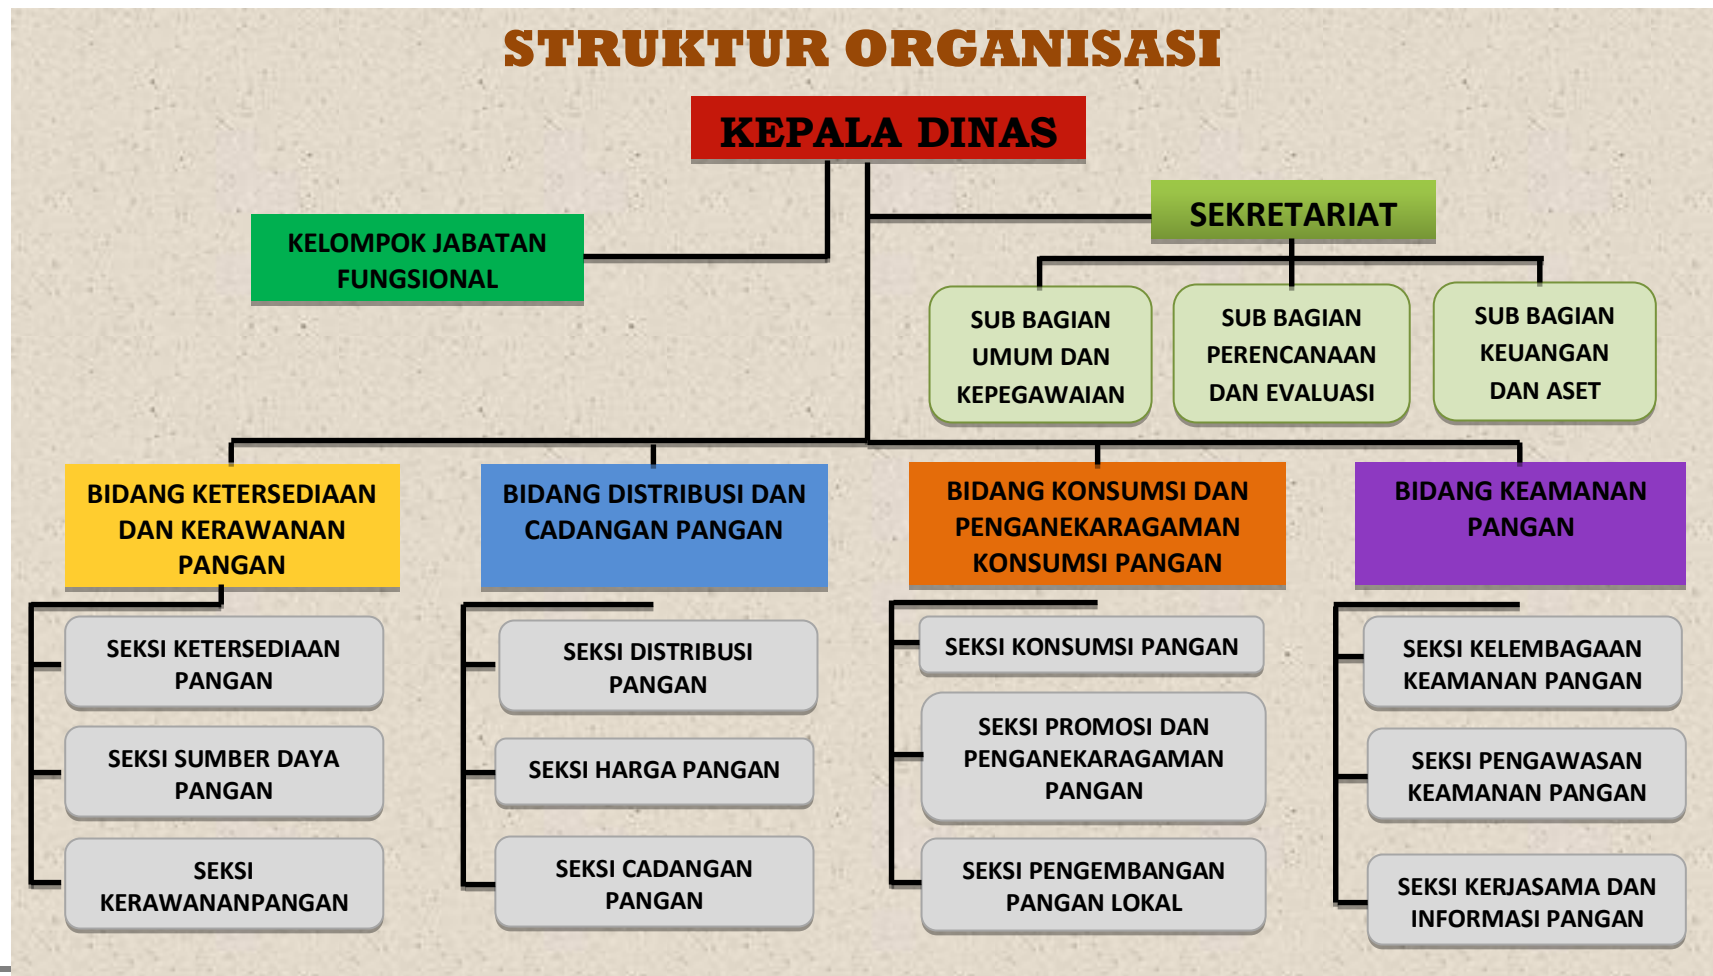 STRUKTUR ORGANISASI
KEPALA DINAS
SEKRETARIAT
KELOMPOK JABATAN
FUNGSIONAL
SUB BAGIAN
UMUM DAN
KEPEGAWAIAN
SUB BAGIAN
PERENCANAAN
DAN EVALUASI
SUB BAGIAN
KEUANGAN
DAN ASET
BIDANG KETERSEDIAAN
DAN KERAWANAN
PANGAN
BIDANG DISTRIBUSI DAN
CADANGAN PANGAN
BIDANG KONSUMSI DAN
PENGANEKARAGAMAN
KONSUMSI PANGAN
BIDANG KEAMANAN
PANGAN
SEKSI KETERSEDIAAN
PANGAN
SEKSI SUMBER DAYA
PANGAN
SEKSI
KERAWANANPANGAN
SEKSI DISTRIBUSI
PANGAN
SEKSI HARGA PANGAN
SEKSI CADANGAN
PANGAN
SEKSI KONSUMSI PANGAN
SEKSI PROMOSI DAN
PENGANEKARAGAMAN
PANGAN
SEKSI PENGEMBANGAN
PANGAN LOKAL
SEKSI KELEMBAGAAN
KEAMANAN PANGAN
SEKSI PENGAWASAN
KEAMANAN PANGAN
SEKSI KERJASAMA DAN
INFORMASI PANGAN